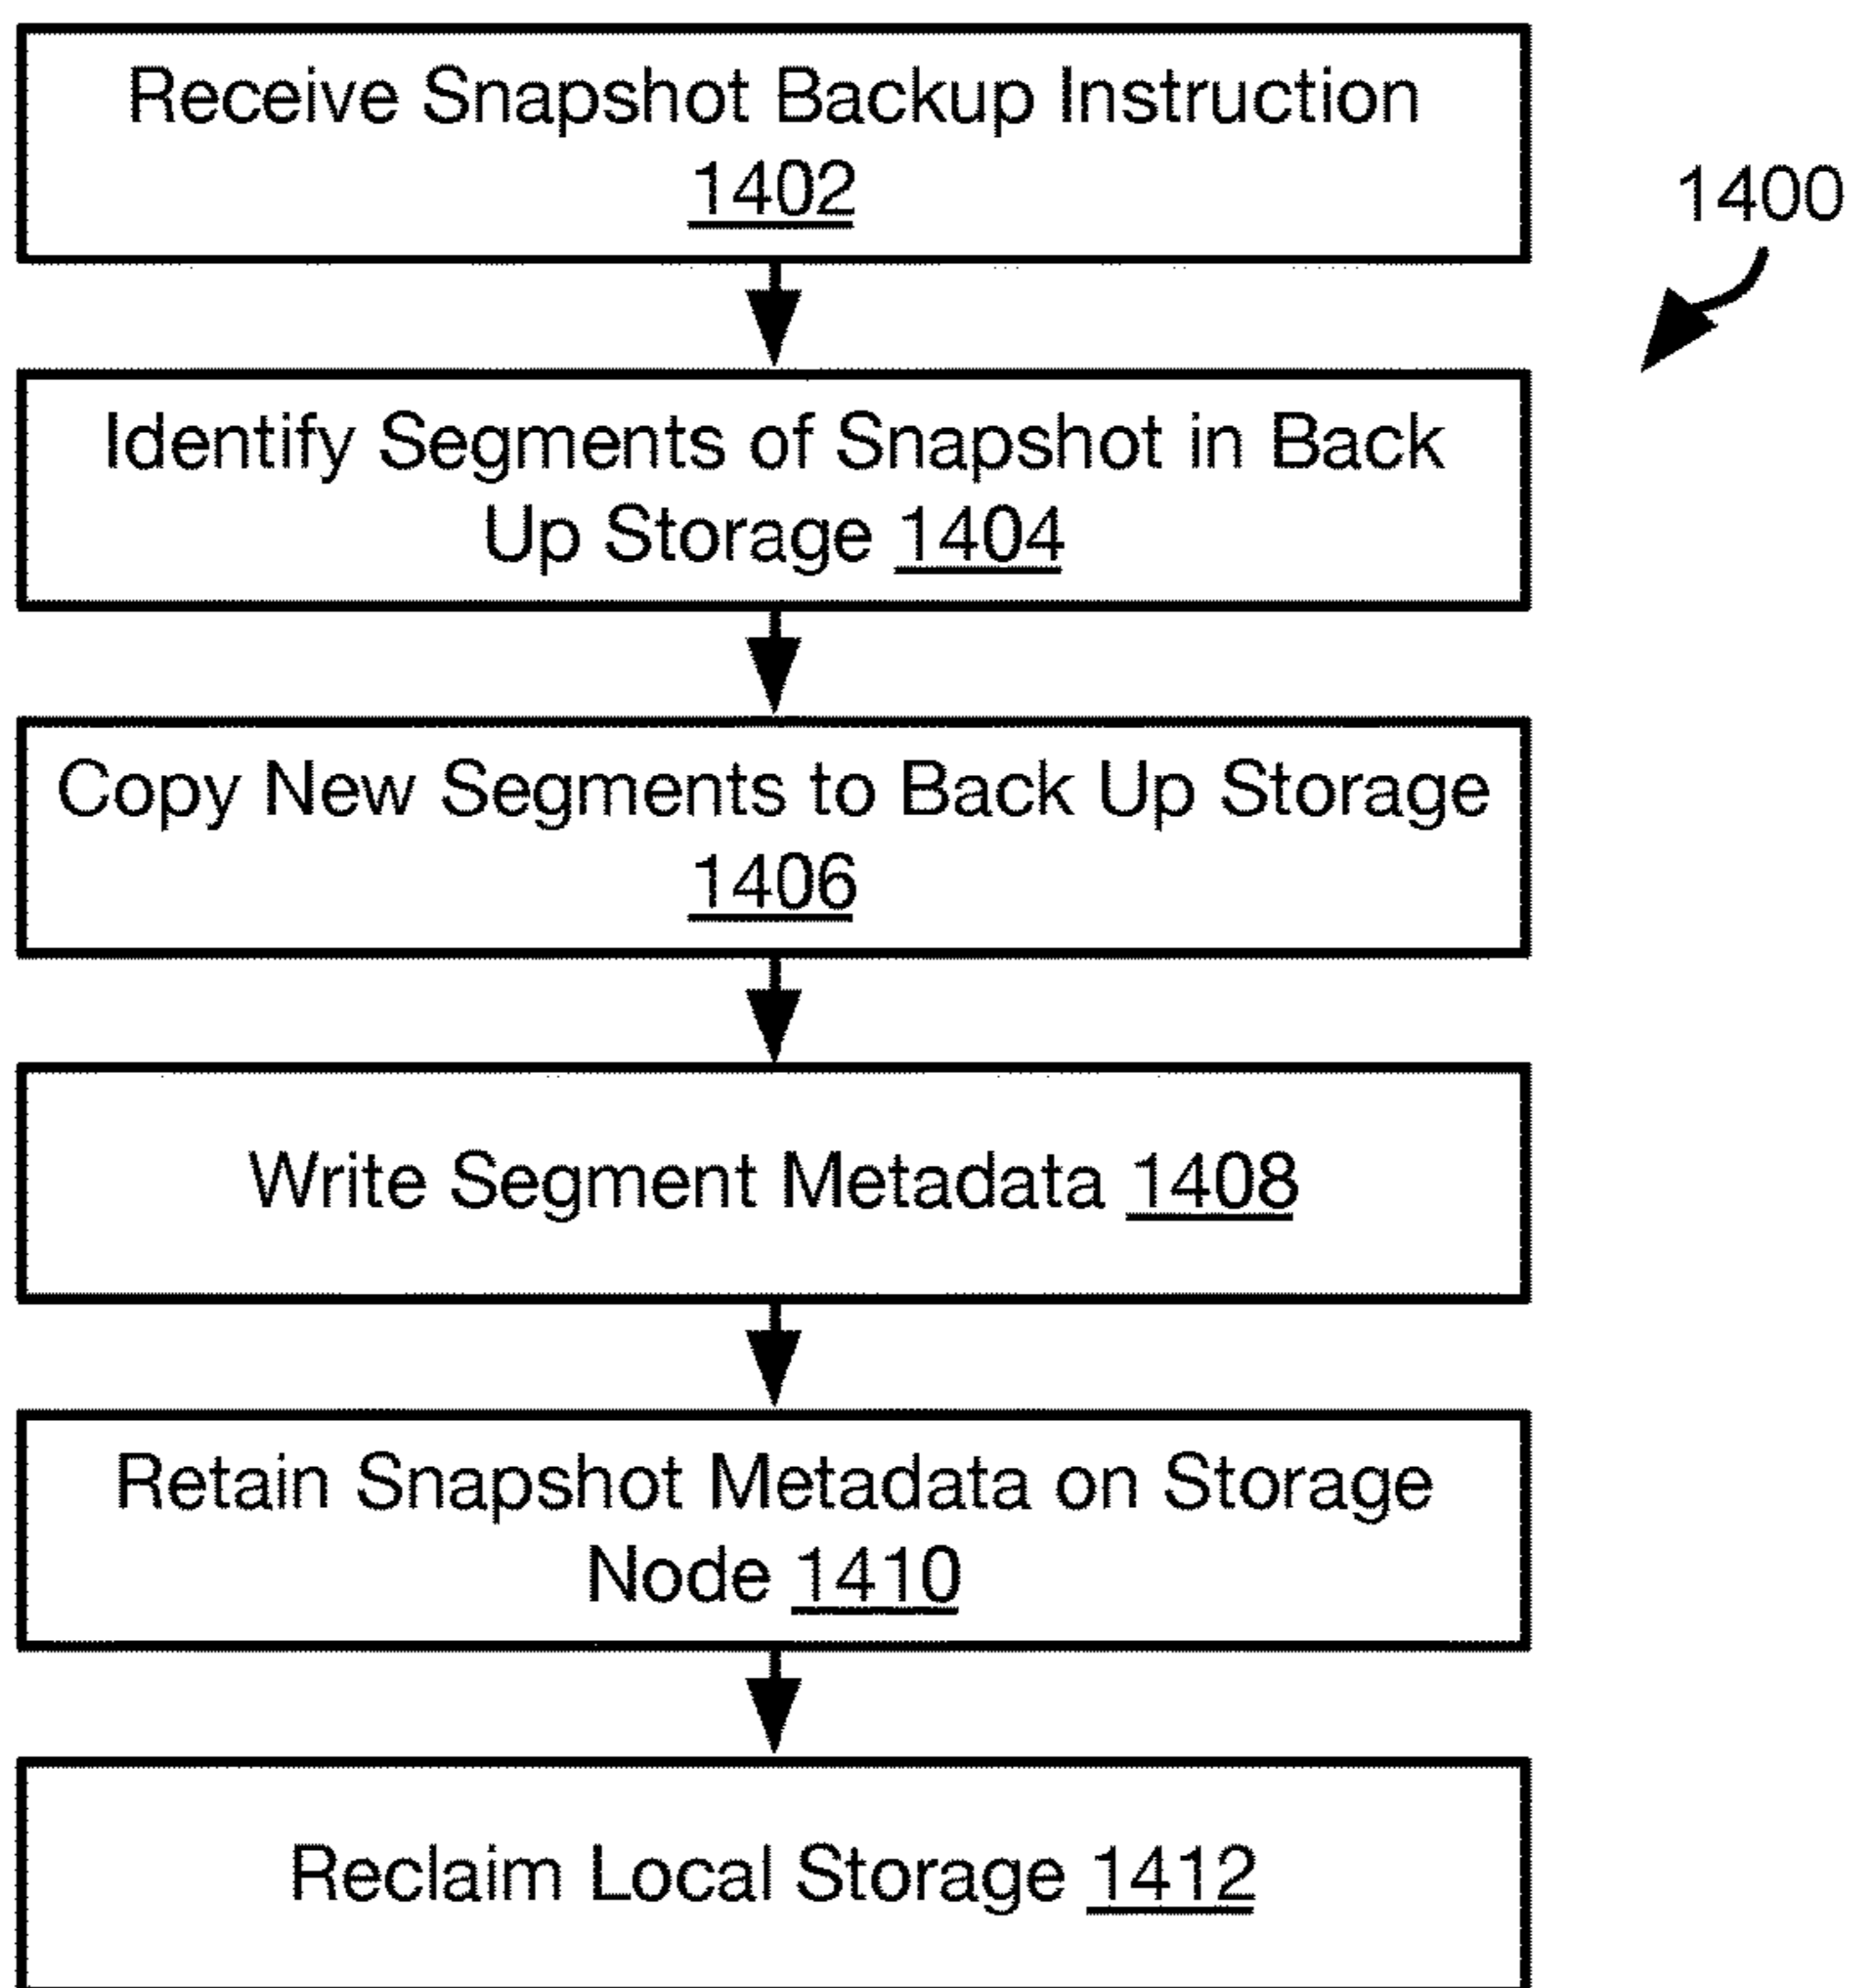 Receive Snapshot Backup Instruction
1402
1400
Identify Segments of Snapshot in Back
Up Storage 1404
Copy New Segments to Back Up Storage
1406
Write Segment Metadata 1408
Retain Snapshot Metadata on Storage
Node 1410
Reclaim Local Storage 1412